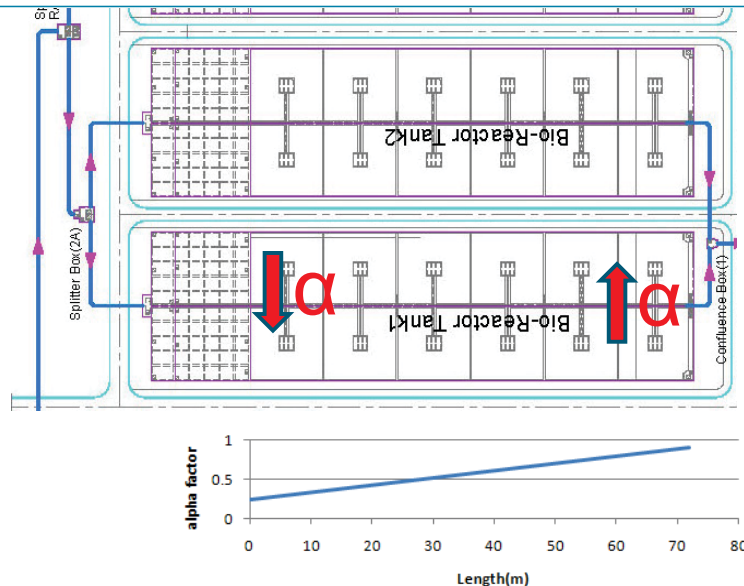 Bio-Reactor Tank2
Splitter Box(2A)
α
α
Bio-Reactor Tank1
Confluence Box(1)
alpha factor
1
0.5
0
0 10 20 30 40 50 60 70 80
Length(m)